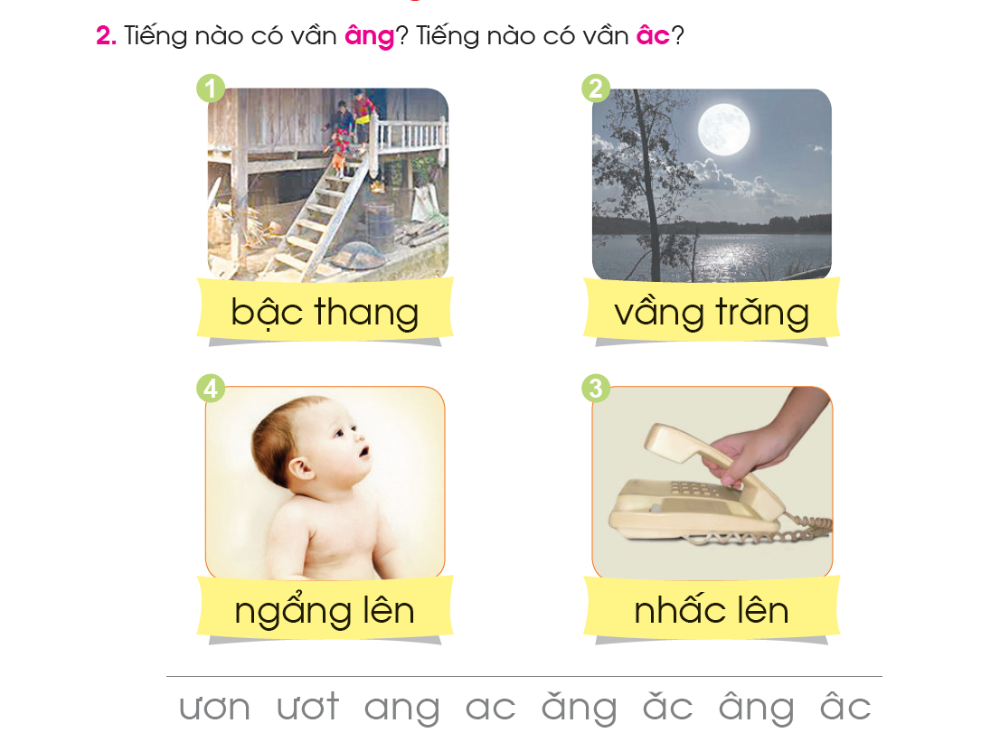 2. Tiếng nào có vần âng? Tiếng nào có vần âc?
1
2
bậc thang
vầng trăng
4
3
ngẩng lên
nhấc lên
ươn ươt ang ac ăng ăc âng âc